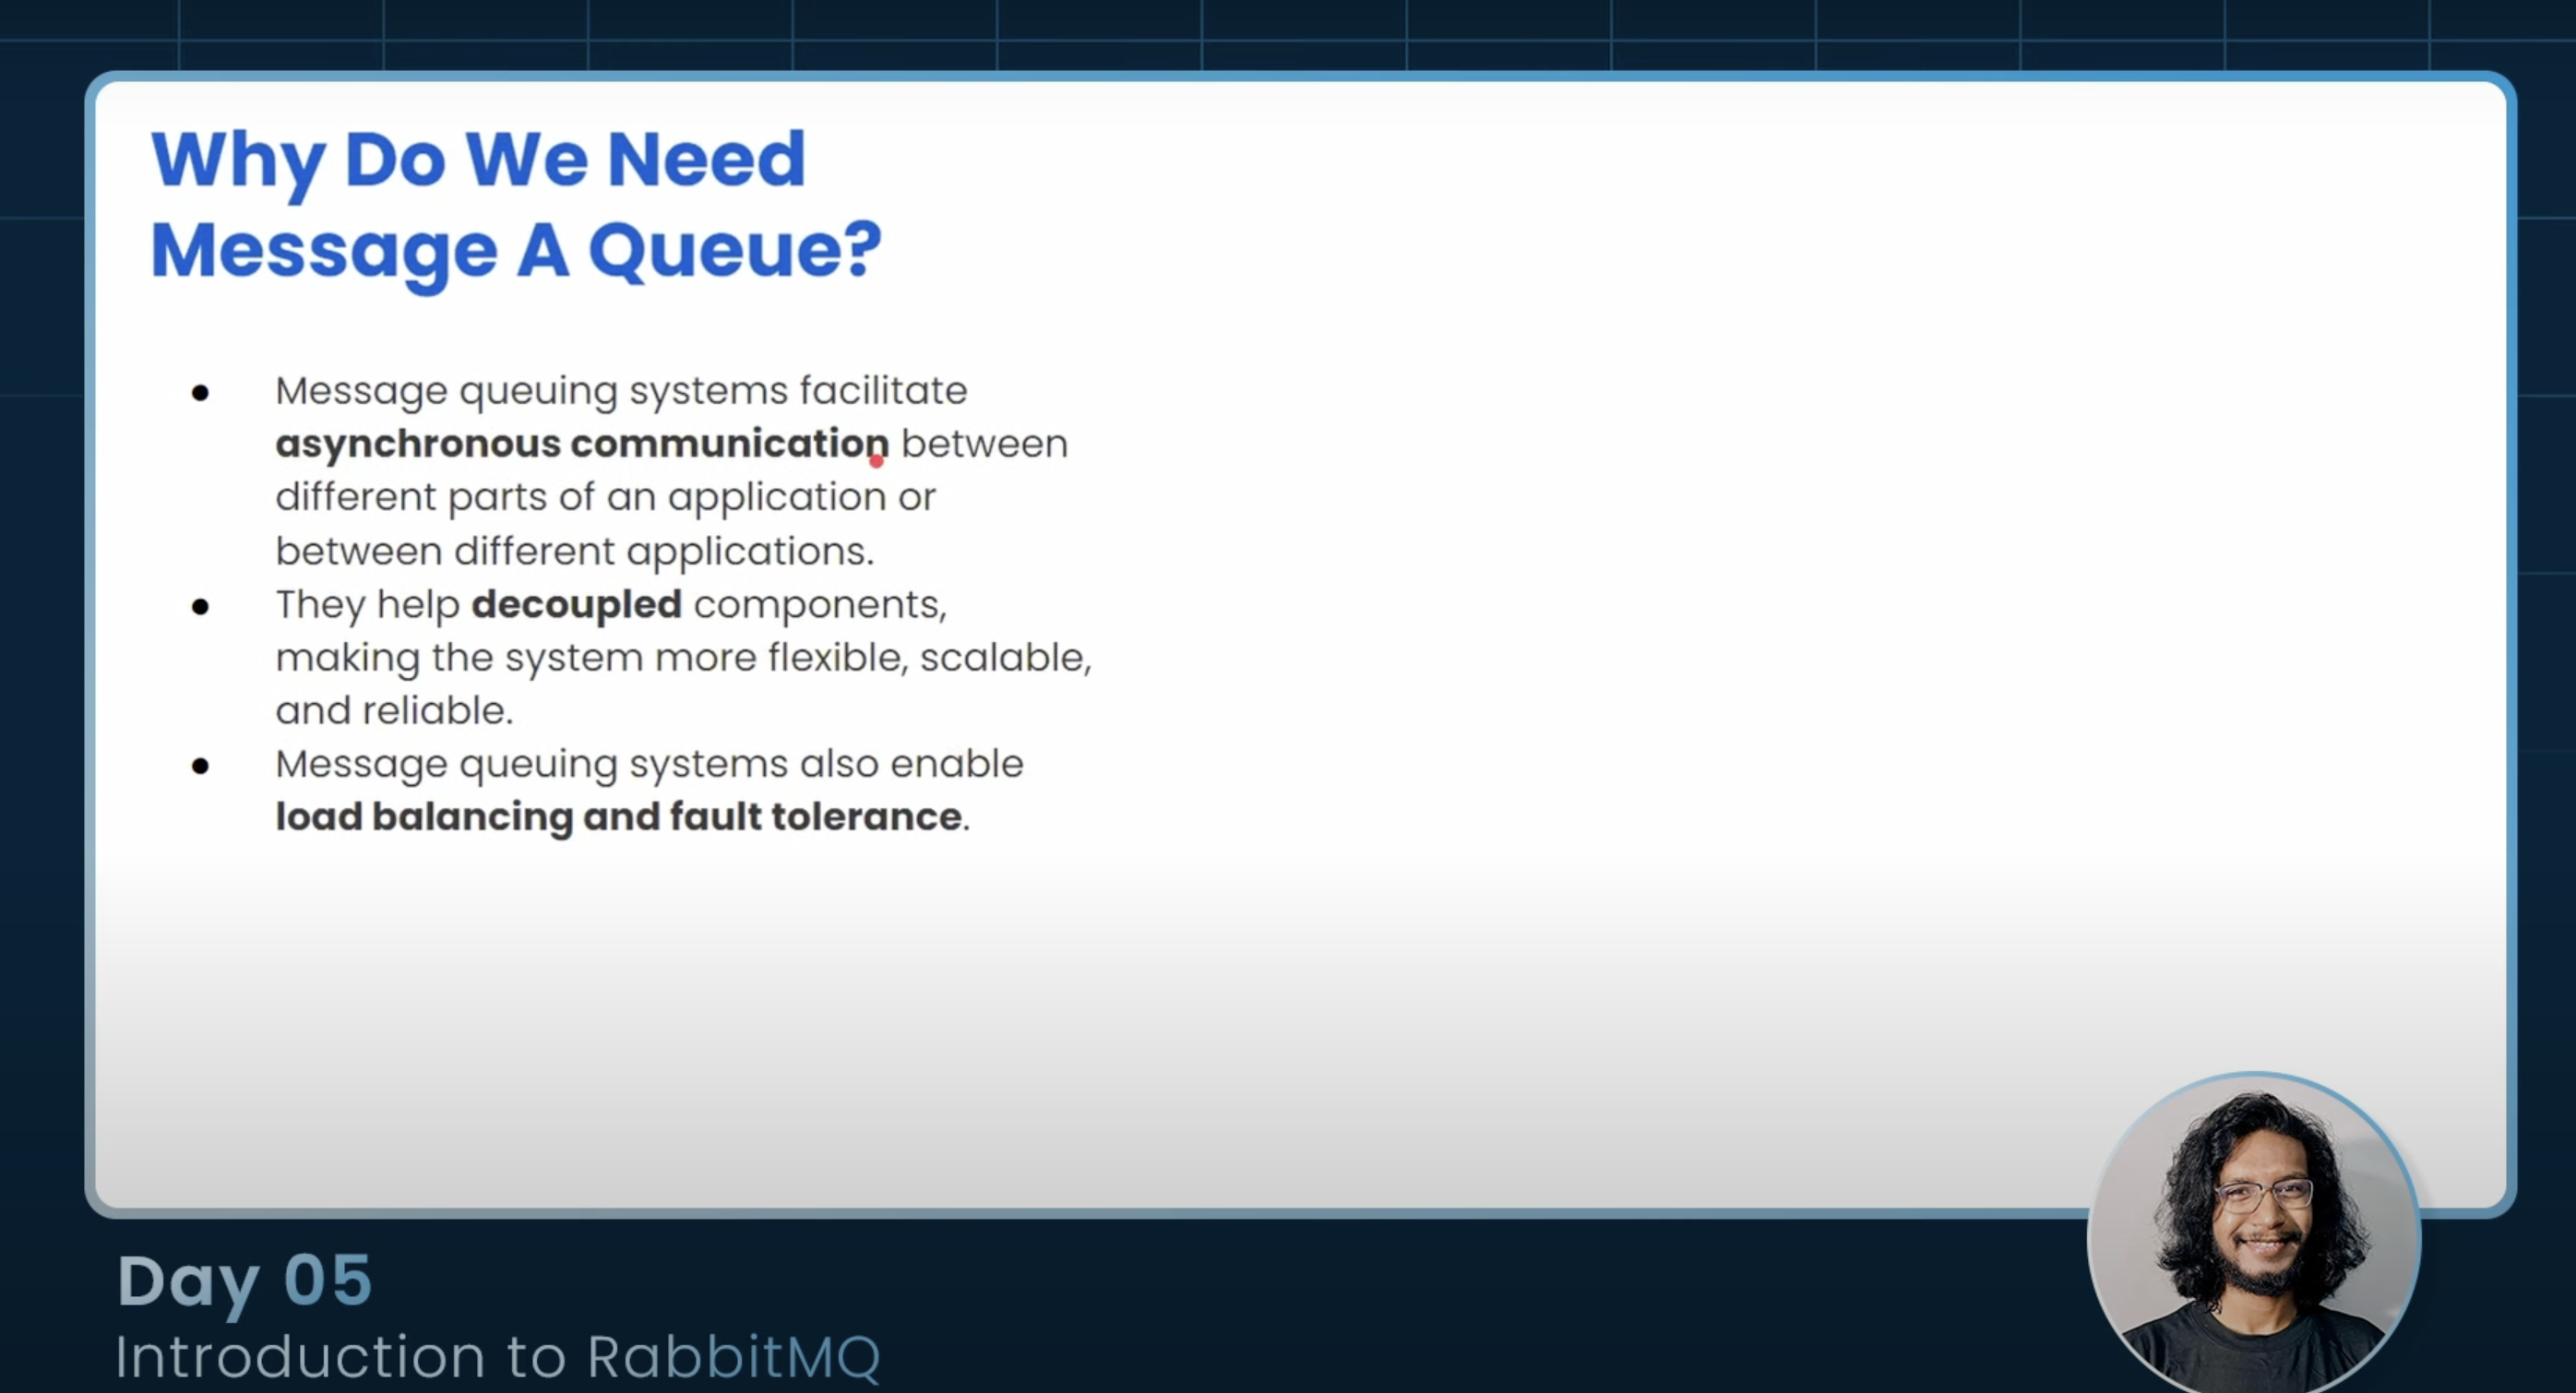 Why Do We Need
Message A Queue?
● Message queuing systems facilitate
asynchronous communication between
different parts of an application or
between different applications.
● They help decoupled components,
making the system more flexible, scalable,
and reliable.
● Message queuing systems also enable
load balancing and fault tolerance.
Day 05
Introduction to RabbitMQ